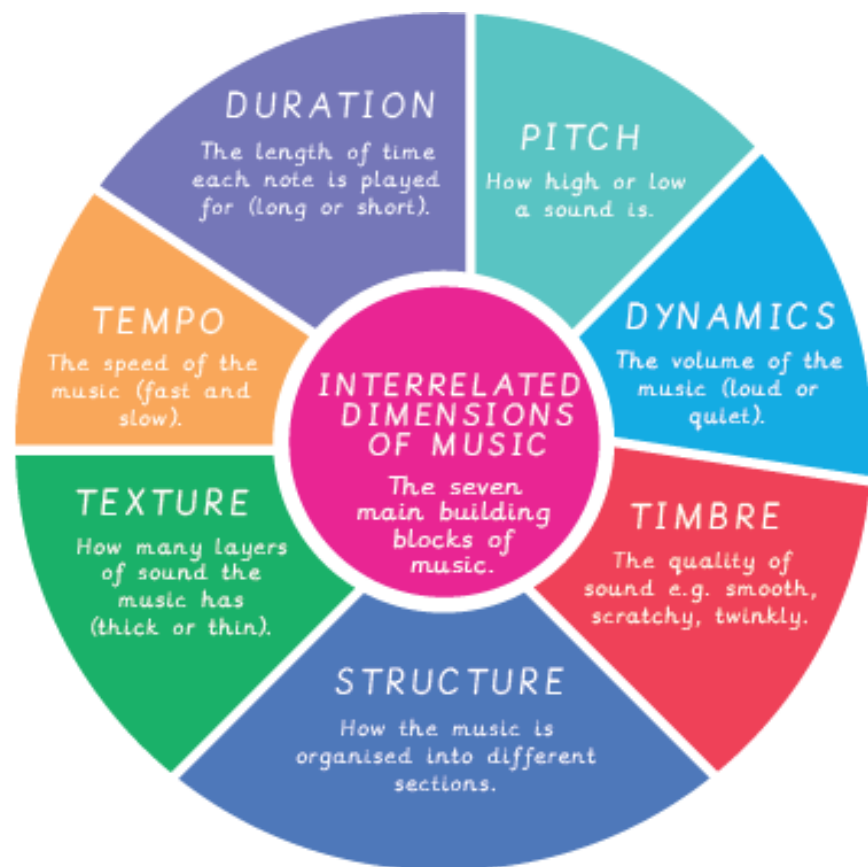 DURATION
The length of time
each note is played
for (long or short).
PITCH
How high or low
a sound is.
DYNAMICS
The volume of the
music (loud or
quiet).
TIMBRE
The quality of
sound e.g. smooth,
scratchy, twinkly.
STRUCTURE
How the music is
organised into different
sections.
TEXTURE
How many layers
of sound the
music has
(thick or thin).
TEMPO
The speed of the
music (fast and
slow).
INTERRELATED
DIMENSIONS
OF MUSIC
The seven
main building
blocks of
music.